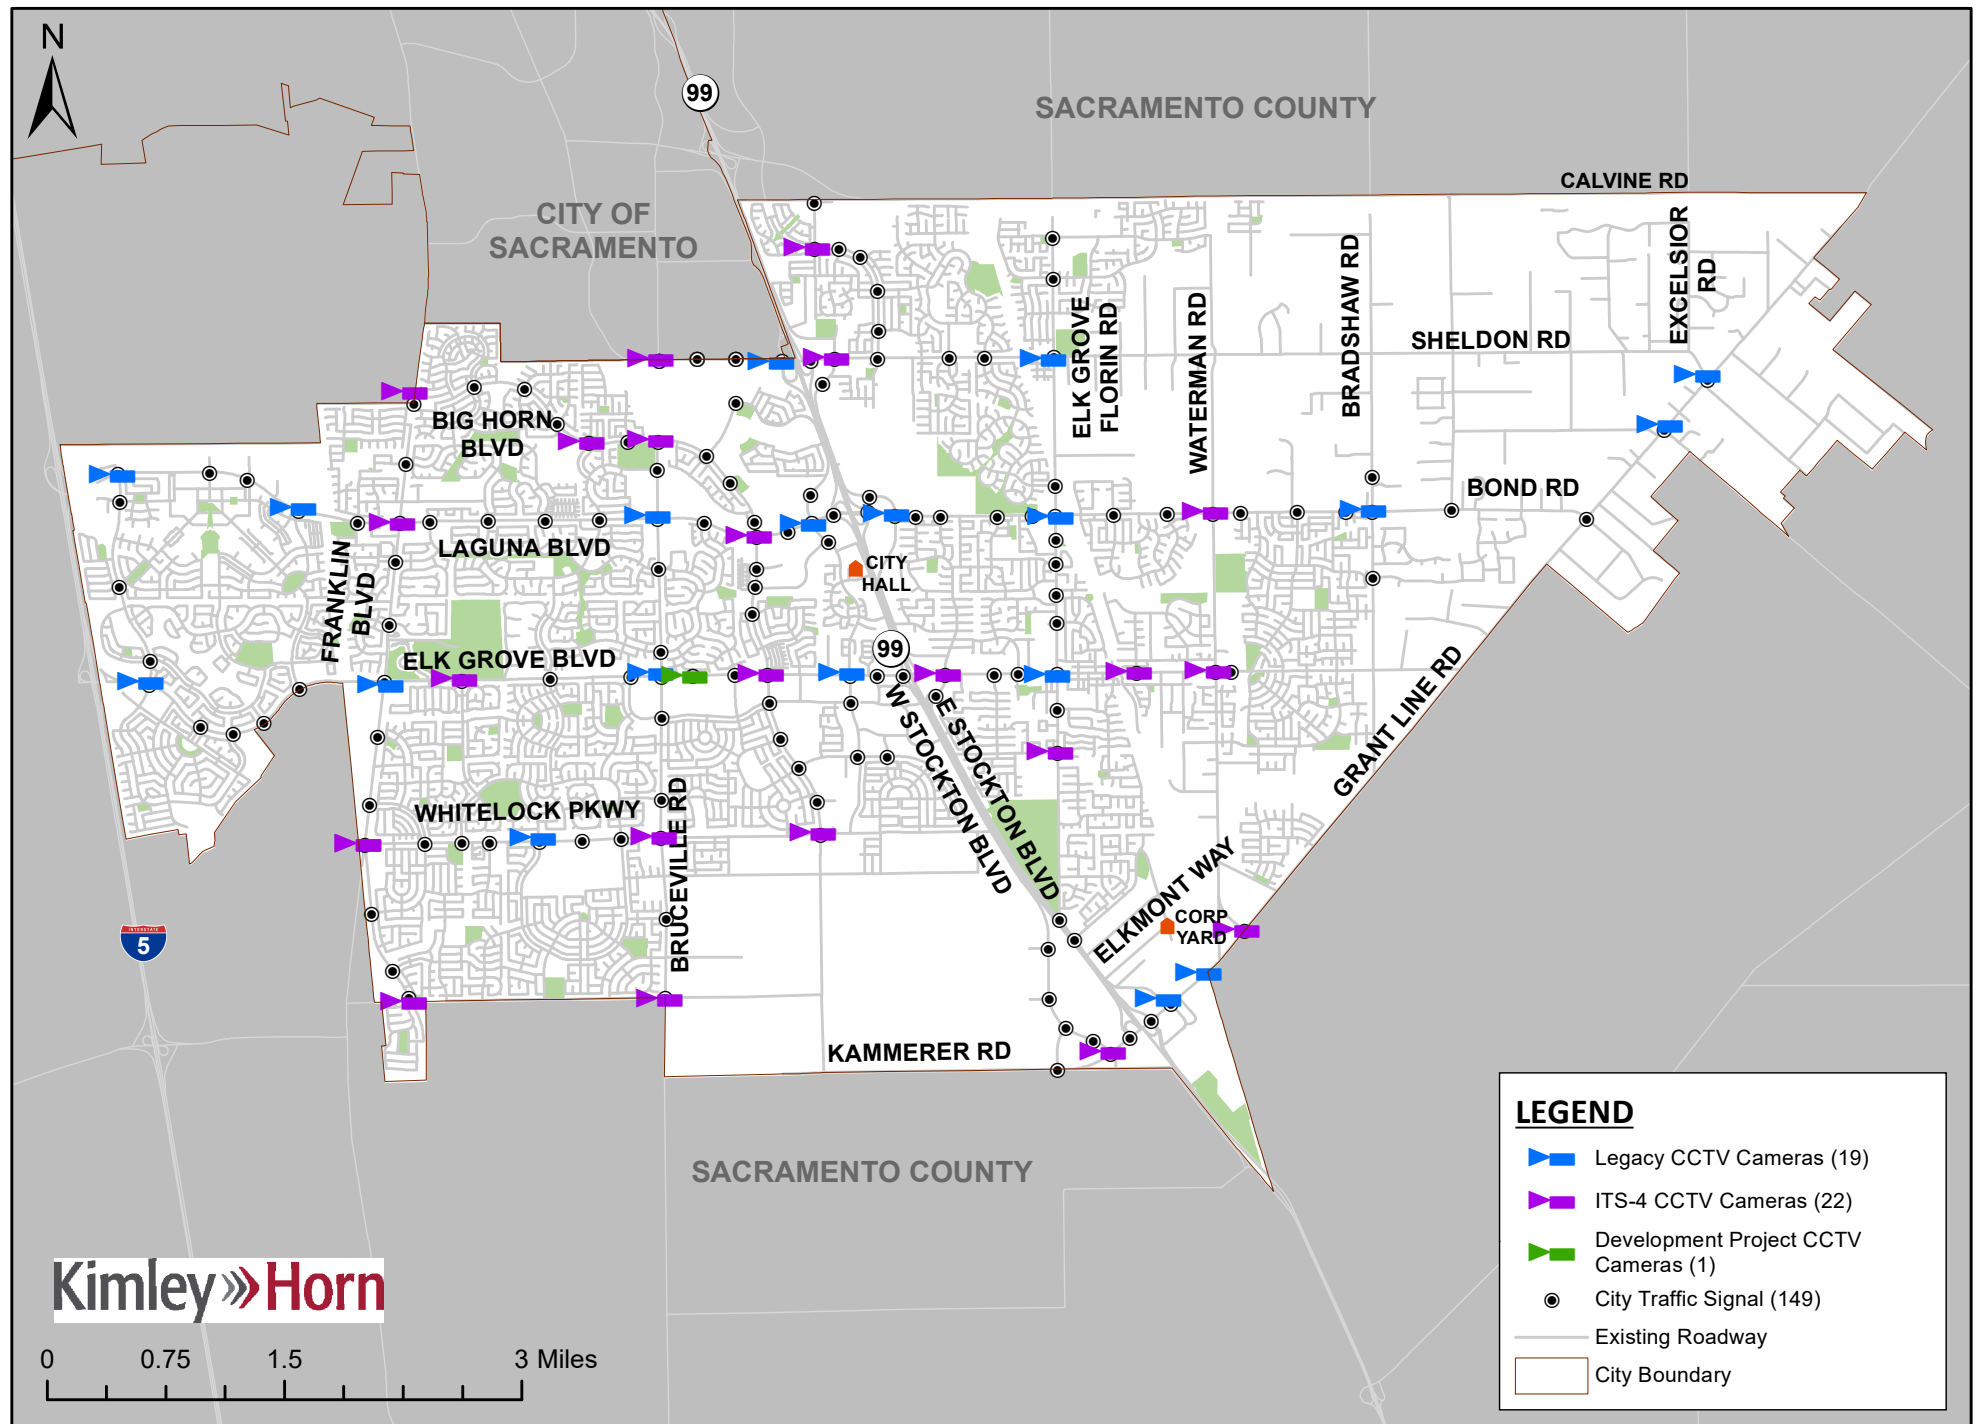 N
99
SACRAMENTO COUNTY
CALVINE RD
CITY OF
SACRAMENTO
EXCELSIOR
RD
BRADSHAW RD
ELK GROVE
FLORIN RD
WATERMAN RD
SHELDON RD
BIG HORN
BLVD
BOND RD
LAGUNA BLVD
FRANKLIN
BLVD
CITY
HALL
99
ELK GROVE BLVD
W STOCKTON BLVD
E STOCKTON BLVD
GRANT LINE RD
WHITELOCK PKWY
BRUCEVILLE RD
ELKMONT WAY
CORP
YARD
INTERSTATE
5
KAMMERER RD
SACRAMENTO COUNTY
LEGEND
Legacy CCTV Cameras (19)
ITS-4 CCTV Cameras (22)
Development Project CCTV
Cameras (1)
City Traffic Signal (149)
Existing Roadway
City Boundary
Kimley Horn
0 0.75 1.5 3 Miles